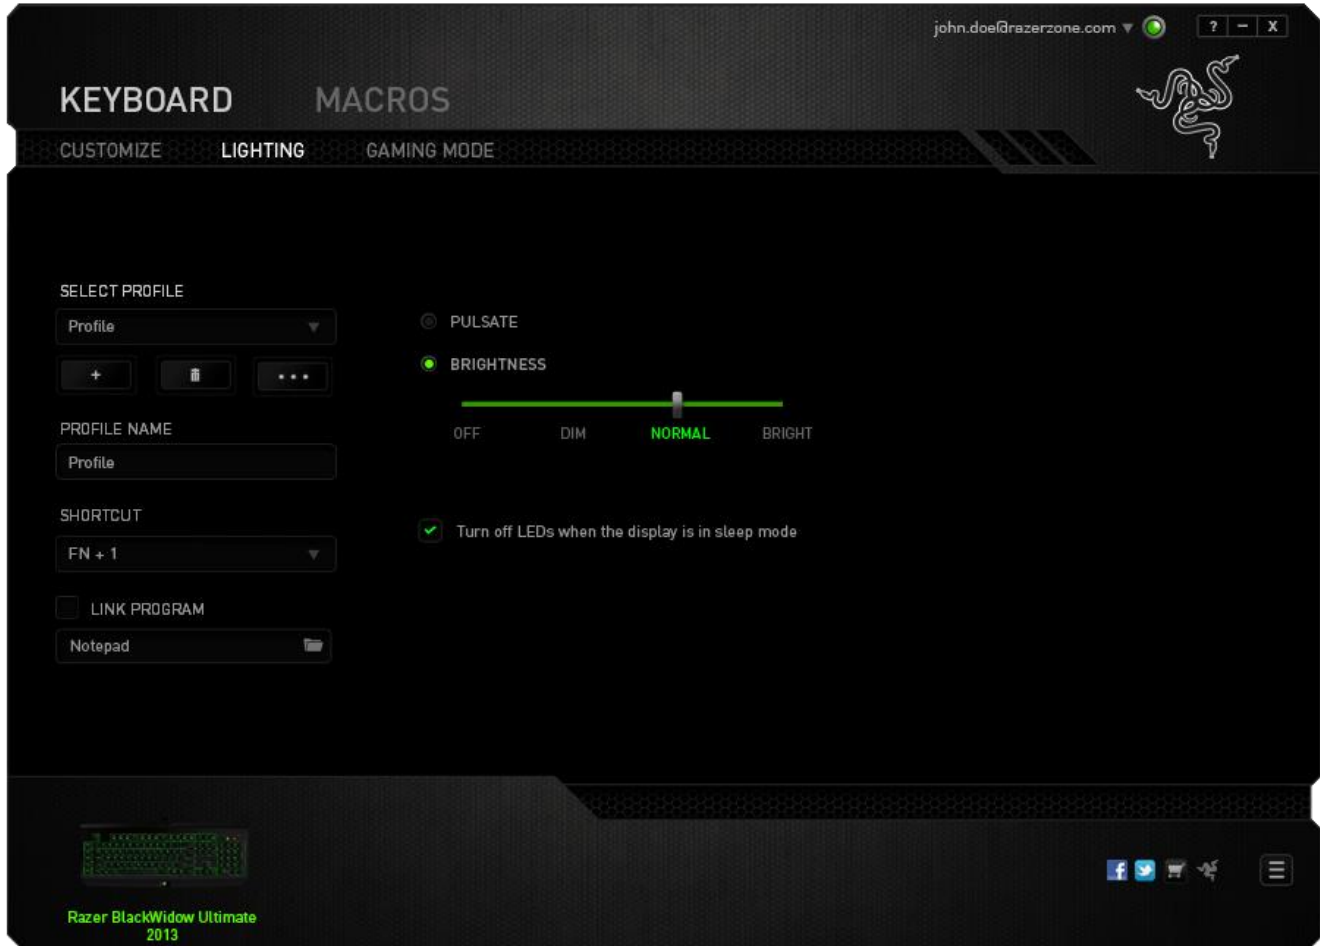 john.doe@razerzone.com
? – X
KEYBOARD MACROS
CUSTOMIZE LIGHTING GAMING MODE
SELECT PROFILE
Profile
+
PROFILE NAME
Profile
SHORTCUT
FN + 1
LINK PROGRAM
Notepad
PULSATE
BRIGHTNESS
OFF DIM NORMAL BRIGHT
Turn off LEDs when the display is in sleep mode
Razer BlackWidow Ultimate
2013